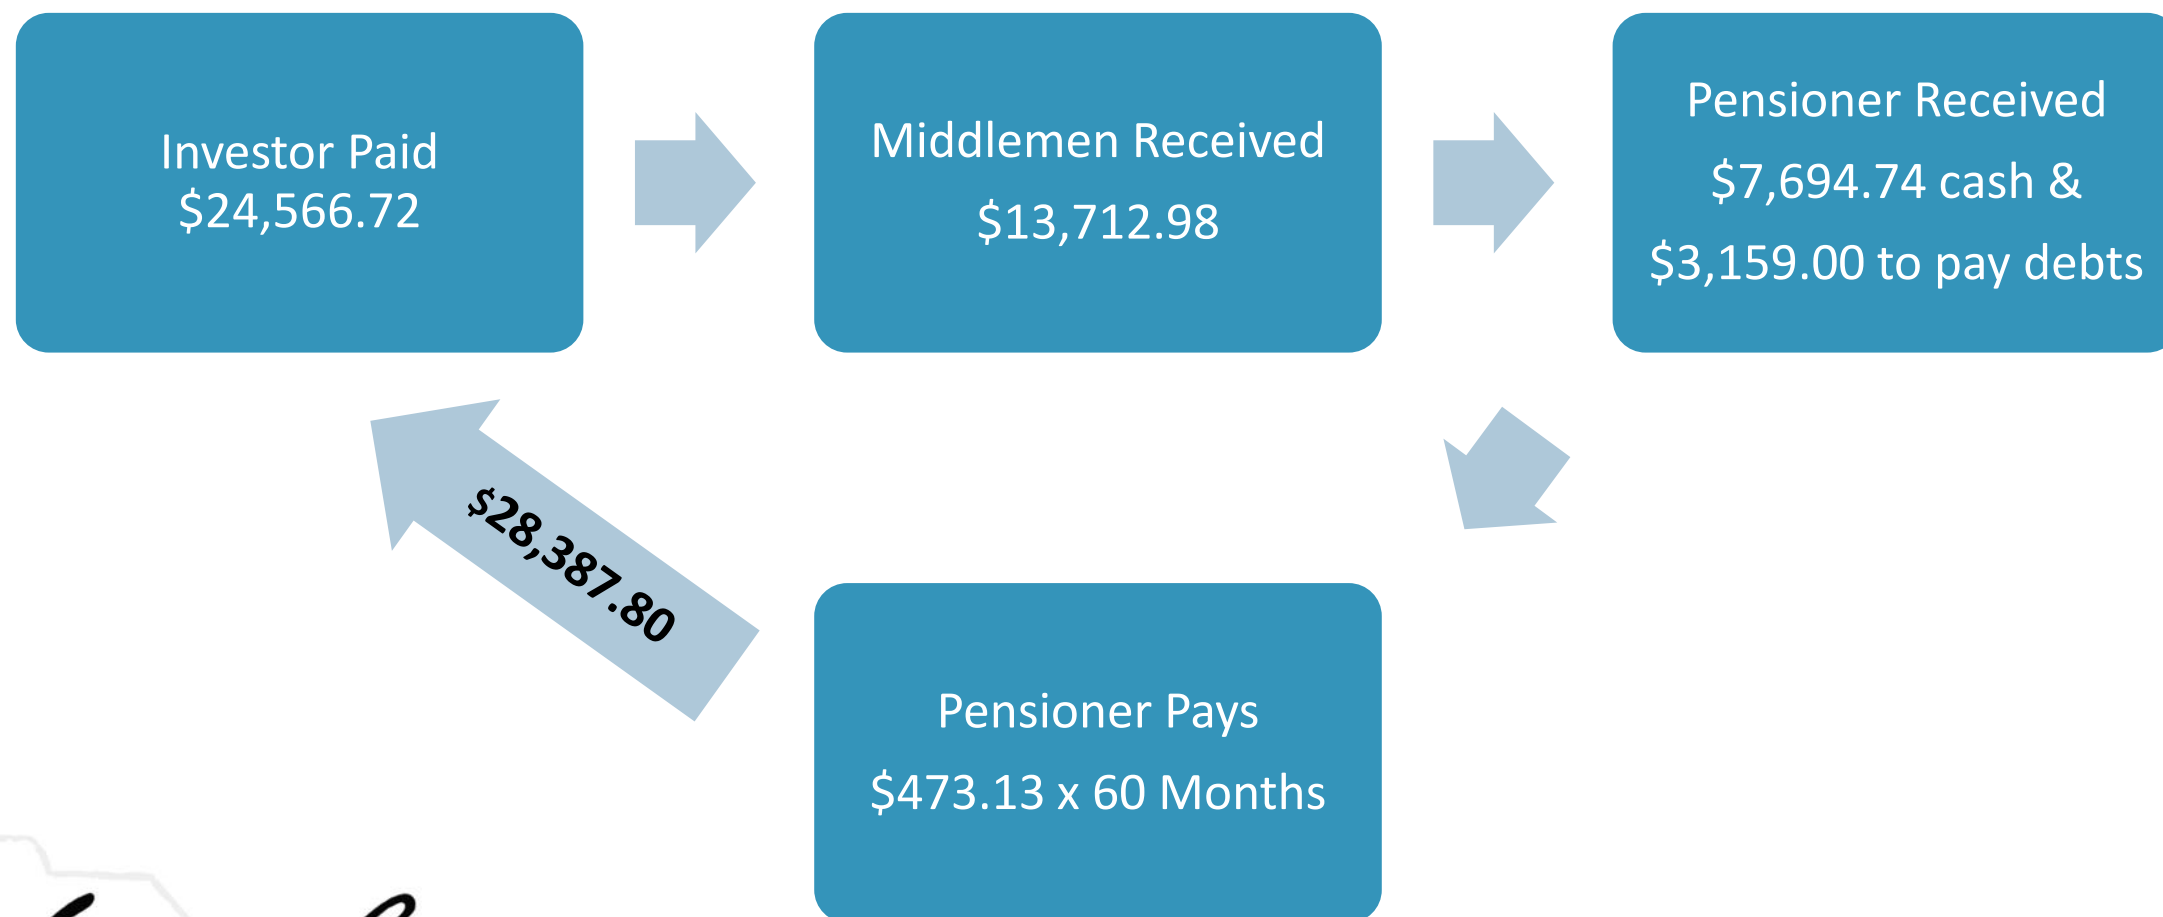 Investor Paid
$24,566.72
Middlemen Received
$13,712.98
Pensioner Received
$7,694.74 cash &
$3,159.00 to pay debts
$28,387.80
Pensioner Pays
$473.13 x 60 Months